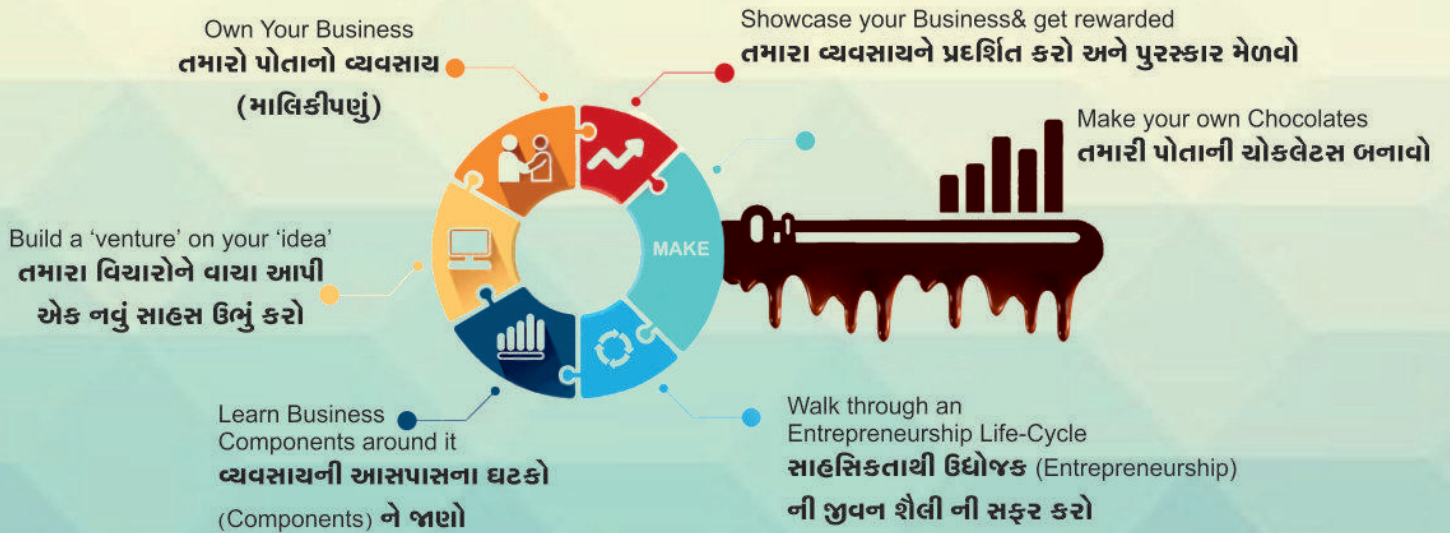 Own Your Business
તમારો પોતાનો વ્યવસાય
(માલિકીપણું)
Showcase your Business& get rewarded
તમારા વ્યવસાયને પ્રદર્શિત કરો અને પુરસ્કાર મેળવો
Make your own Chocolates
તમારી પોતાની ચોકલેટસ બનાવો
MAKE
Build a ‘venture’ on your ‘idea’
તમારા વિચારોને વાચા આપી
એક નવું સાહસ ઉભું કરો
Learn Business
Components around it
વ્યવસાયની આસપાસના ઘટકો
(Components) ને જાણો
Walk through an
Entrepreneurship Life-Cycle
સાહસિકતાથી ઉદ્યોજક (Entrepreneurship)
ની જીવન શૈલી ની સફર કરો